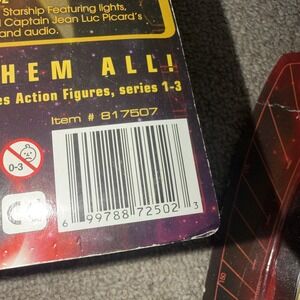 Starship Featuring lights,
Captain Jean Luc Picard's
and audio.
HEM ALL!
es Action Figures, series 1-3
Item # 817507
0-3
CE
6 99788 72502 3